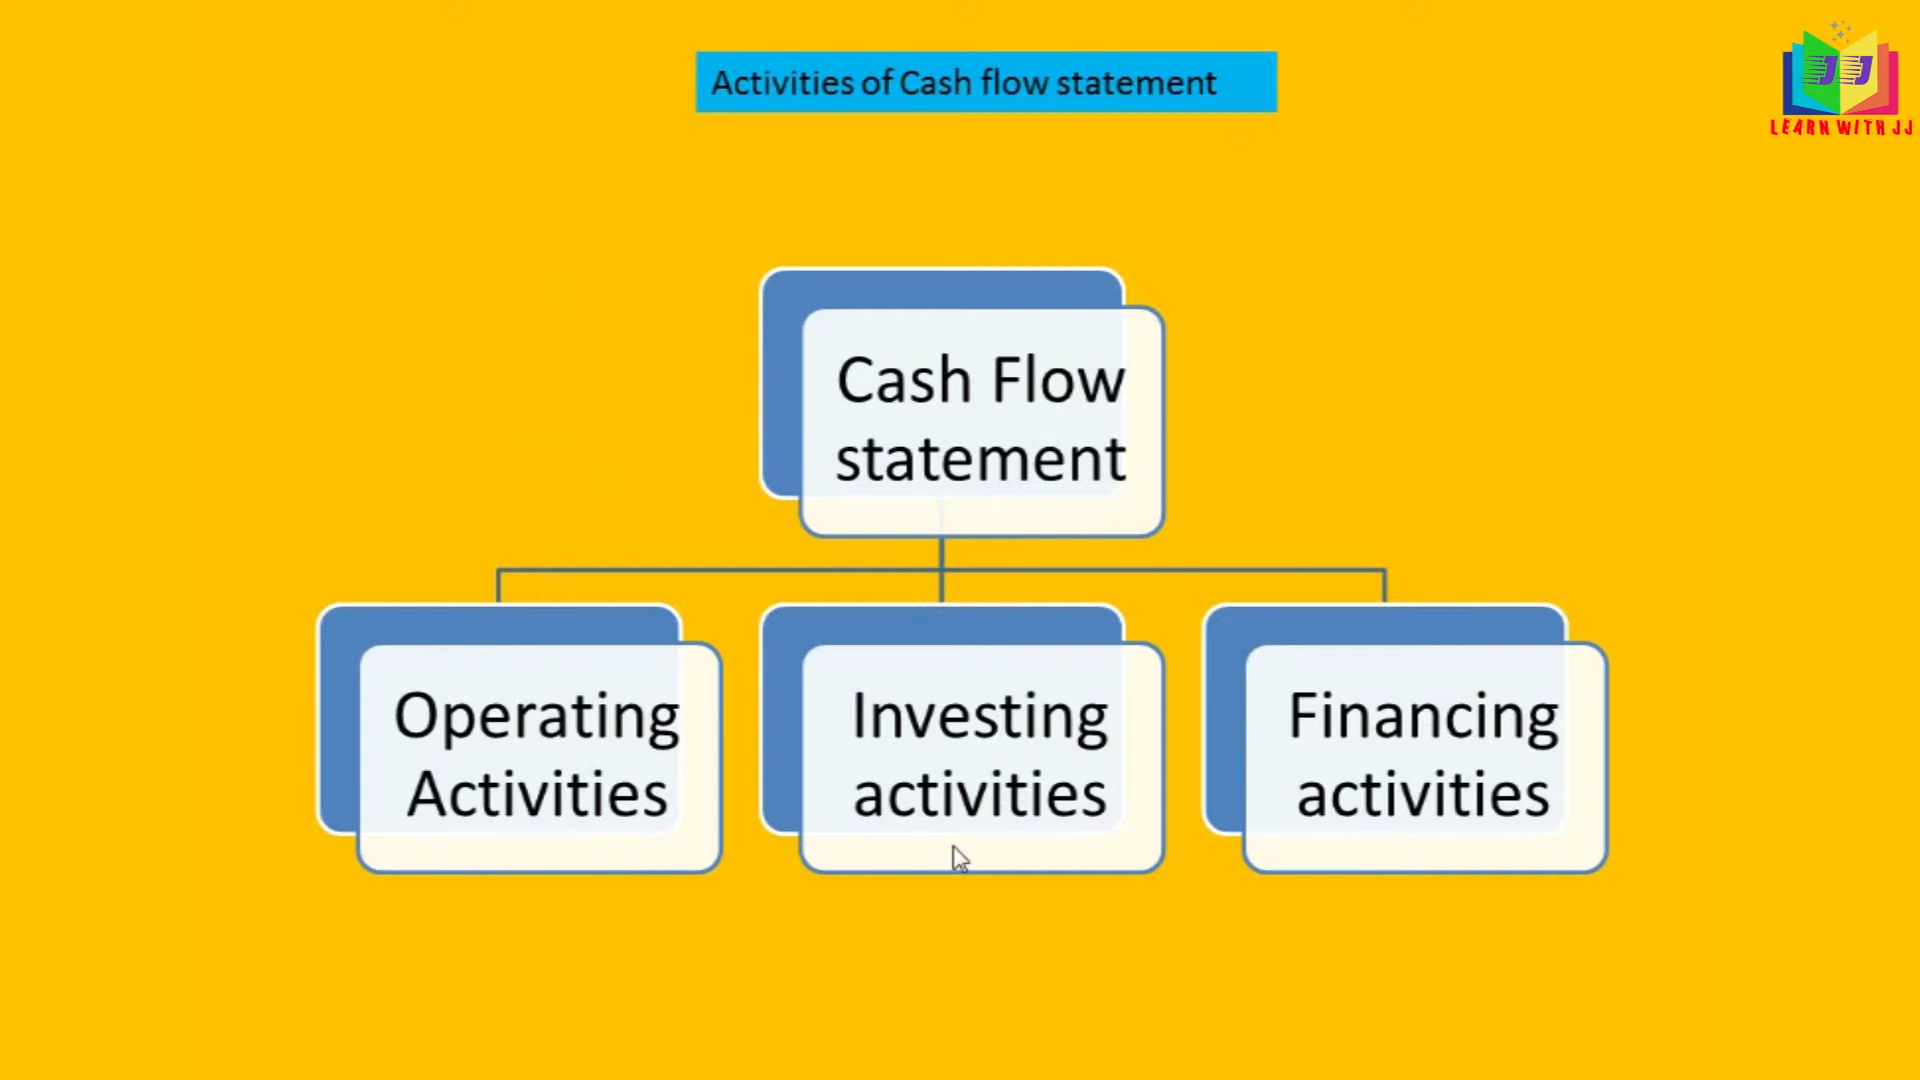 Activities of Cash flow statement
LEARN WITH JJ
Cash Flow
statement
Operating
Activities
Investing
activities
Financing
activities